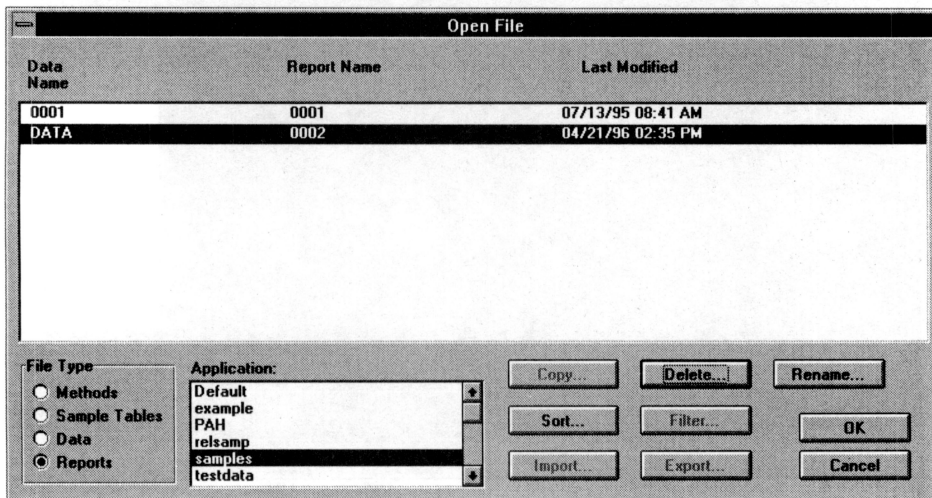 Open File
Data Name Report Name Last Modified
0001 0001 07/13/95 08:41 AM
DATA 0002 04/21/96 02:35 PM
File Type
Methods
Sample Tables
Data
Reports
Application:
Default
example
PAH
relsamp
samples
testdata
Copy... Delete... Rename...
Sort... Filter... OK
Import... Export... Cancel